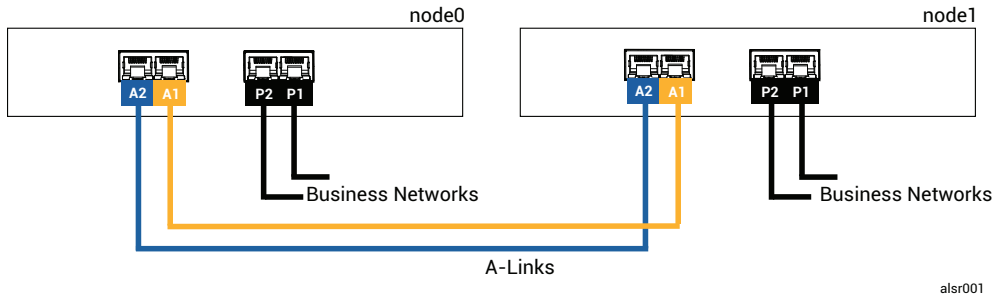 node0
node1
A2 A1 P2 P1
A2 A1 P2 P1
Business Networks
Business Networks
A-Links
alsr001